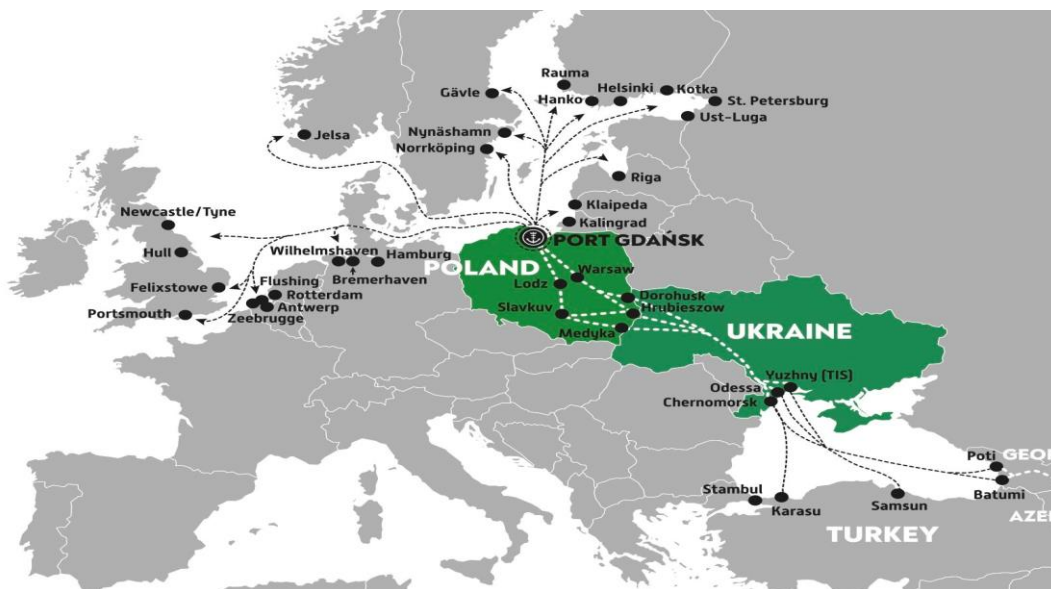 Rauma
Helsinki
Kotka
Gävle
Hanko
St. Petersburg
Ust-Luga
Jelsa
Nynäshamn
Norrköping
Riga
Newcastle/Tyne
Klaipeda
Kalingrad
PORT GDAŃSK
Hull
Wilhelmshaven
Hamburg
Bremerhaven
POLAND
Warsaw
Lodz
Felixstowe
Flushing
Rotterdam
Antwerp
Zeebrugge
Portsmouth
Dorohusk
Hrubieszow
Slavkuv
Medyka
UKRAINE
Yuzhny (TIS)
Odessa
Chernomorsk
Poti
GEOR
Batumi
Stambul
Karasu
Samsun
AZE
TURKEY